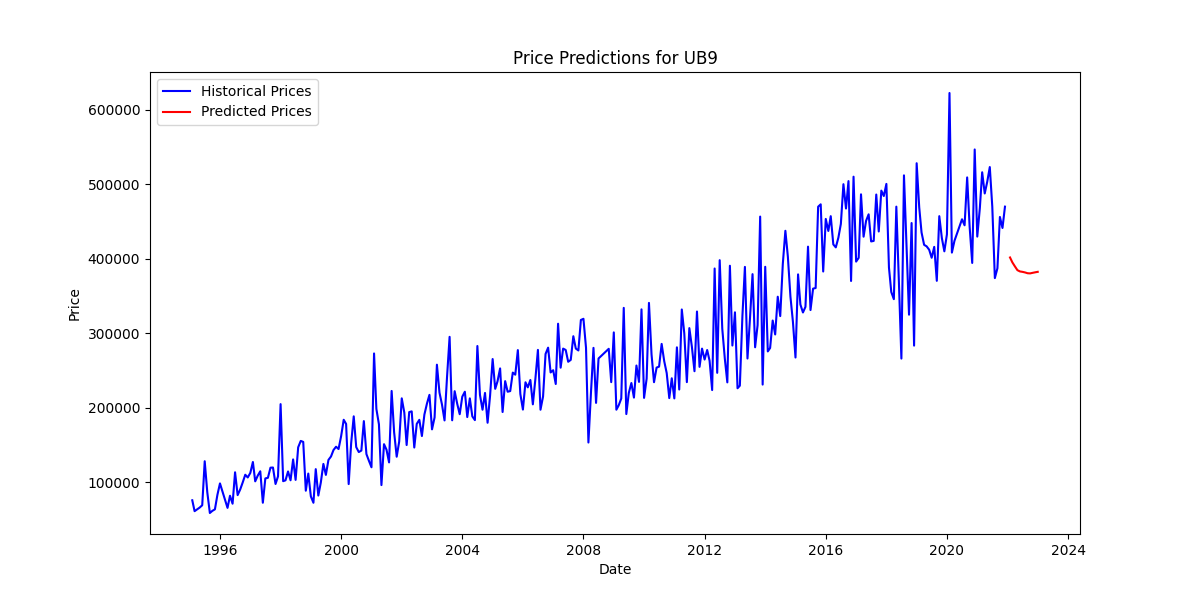 Price Predictions for UB9
Historical Prices
Predicted Prices
600000
500000
400000
300000
200000
100000
Price
1996 2000 2004 2008 2012 2016 2020 2024
Date